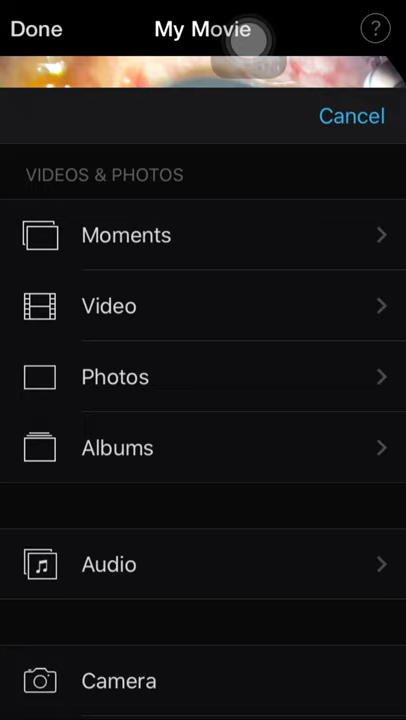 Done My Movie ?
Cancel
VIDEOS & PHOTOS
Moments
Video
Photos
Albums
Audio
Camera